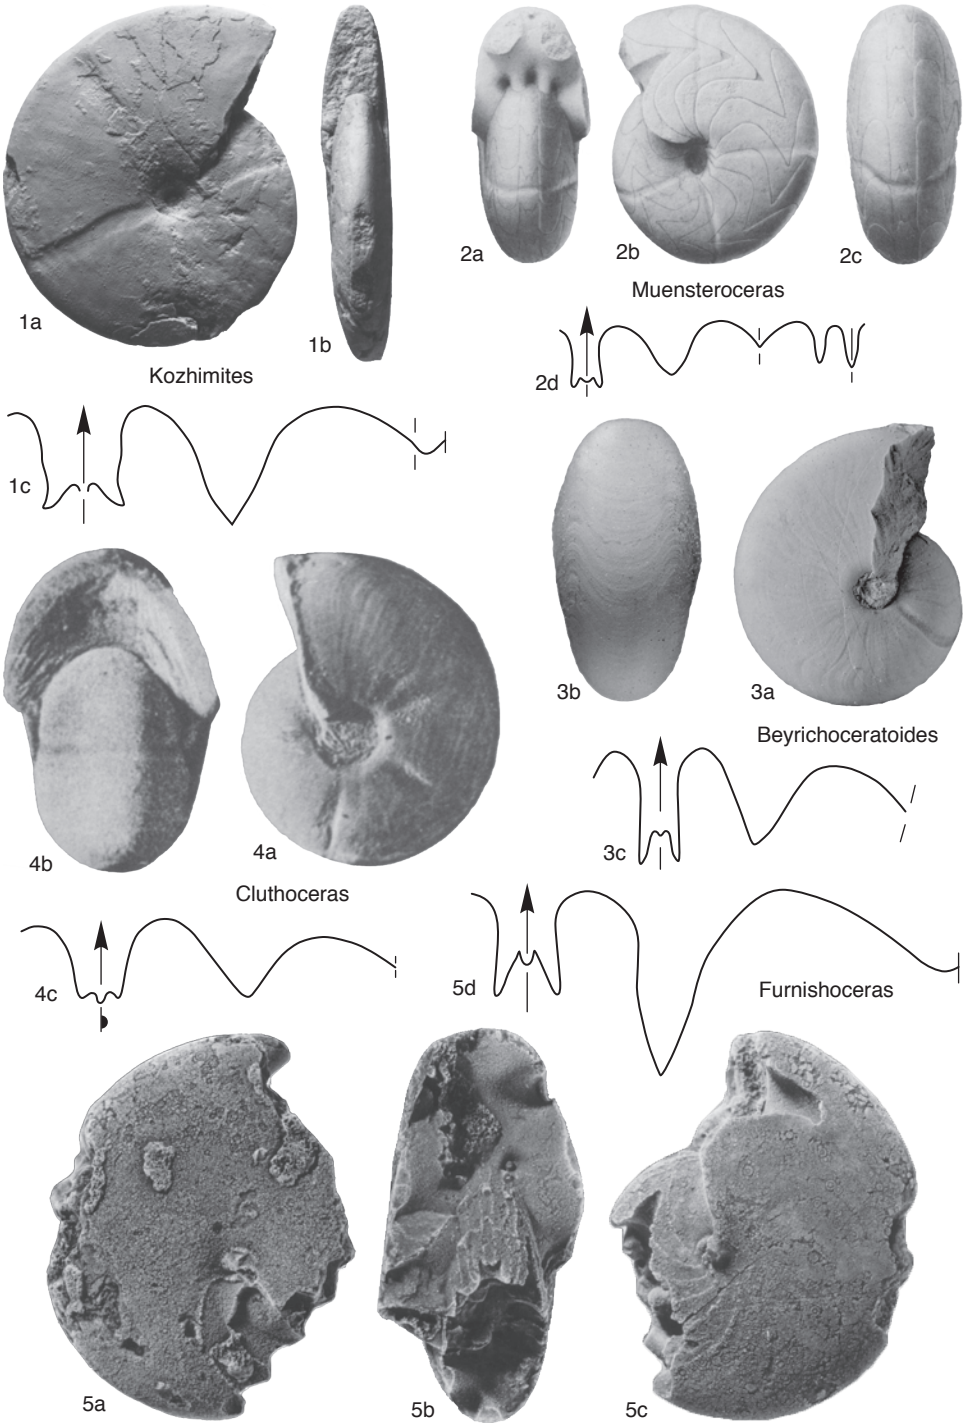 1a
1b
Kozhimites
1c
2a
2b
2c
Muensteroceras
2d
3b
3a
Beyrichoceratoides
3c
4b
4a
Cluthoceras
4c
5d
Furnishoceras
5a
5b
5c